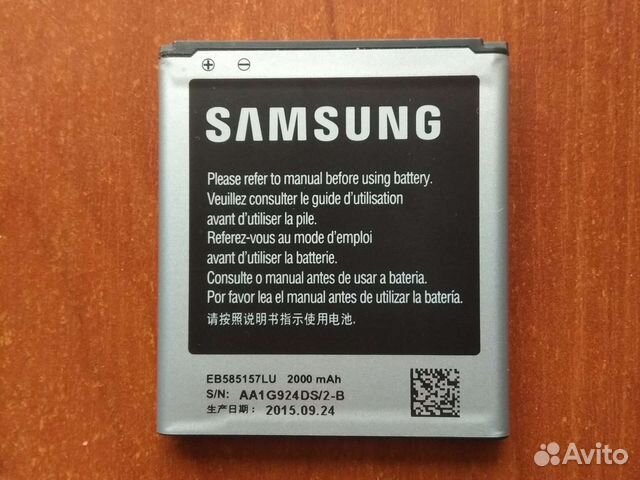 ⊕ ⊖
SAMSUNG
Please refer to manual before using battery.
Veuillez consulter le guide d'utilisation
avant d'utiliser la pile.
Referez-vous au mode d'emploi
avant d'utiliser la batterie.
Consulte o manual antes de usar a bateria.
Por favor lea el manual antes de utilizar la batería.
请按照说明书指示使用电池.
EB585157LU 2000 mAh
S/N: AA1G924DS/2-B
生产日期: 2015.09.24
Avito